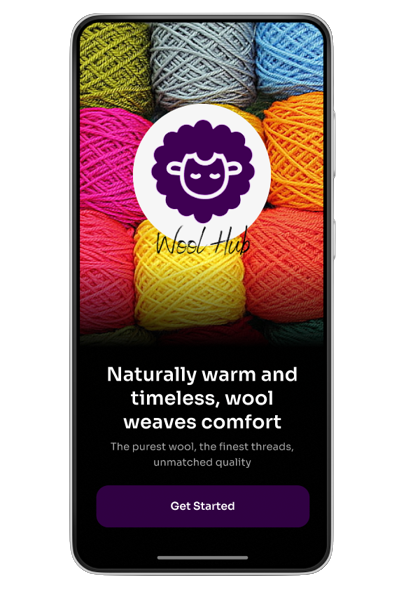 Wool Hub
Naturally warm and
timeless, wool
weaves comfort
The purest wool, the finest threads,
unmatched quality
Get Started